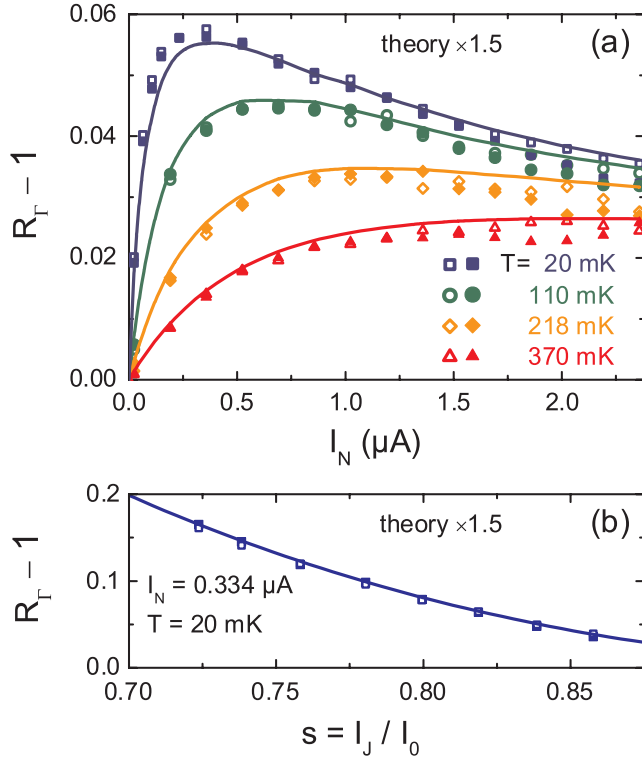 0.06
theory ×1.5
(a)
0.04
0.02
0.00
R_Γ − 1
T= 20 mK
110 mK
218 mK
370 mK
0.0 0.5 1.0 1.5 2.0
I_N (µA)
0.2
theory ×1.5
(b)
0.1
0.0
R_Γ − 1
I_N = 0.334 µA
T = 20 mK
0.70 0.75 0.80 0.85
s = I_J / I_0